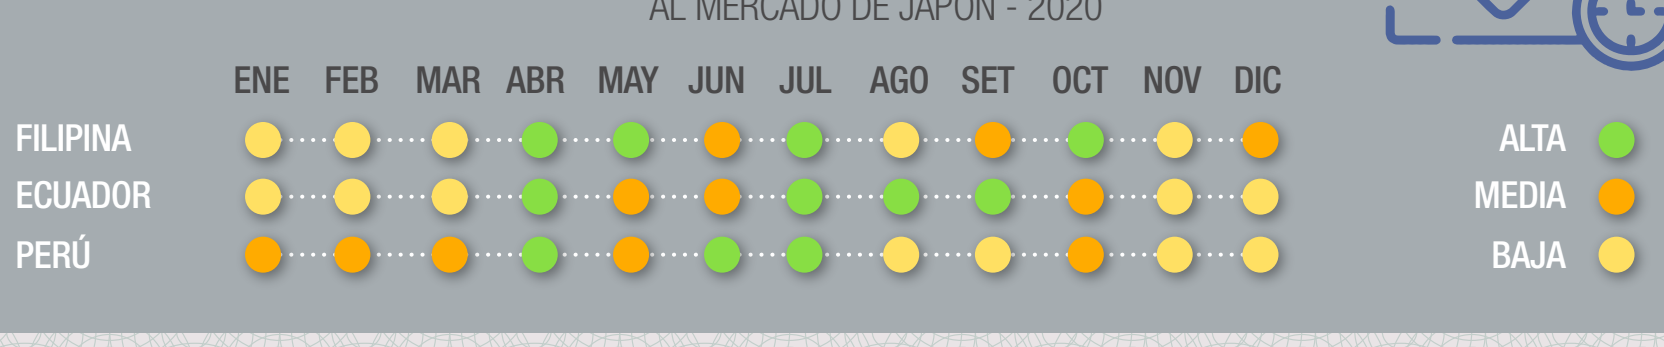 AL MERCADO DE JAPÓN - 2020
ENE FEB MAR ABR MAY JUN JUL AGO SET OCT NOV DIC
FILIPINA
ECUADOR
PERÚ
ALTA
MEDIA
BAJA